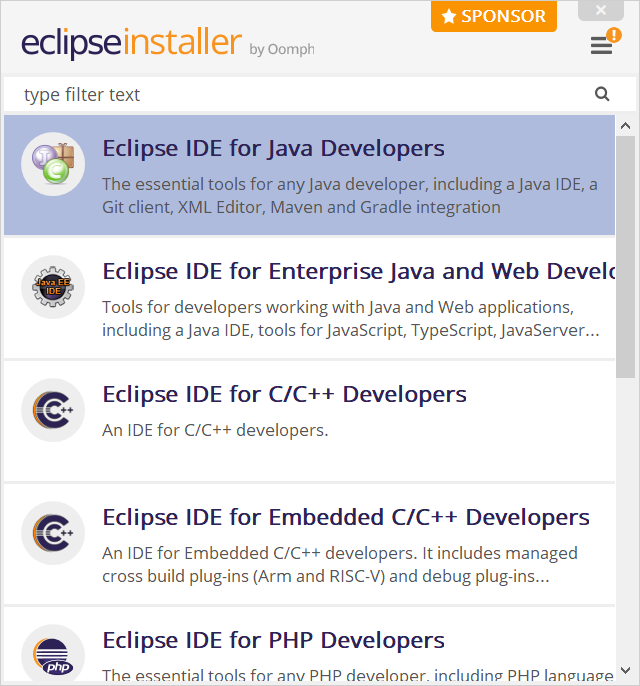 SPONSOR
eclipseinstaller by Oomph
!
type filter text
Eclipse IDE for Java Developers
The essential tools for any Java developer, including a Java IDE, a
Git client, XML Editor, Maven and Gradle integration
Java EE
IDE
Eclipse IDE for Enterprise Java and Web Develo
Tools for developers working with Java and Web applications,
including a Java IDE, tools for JavaScript, TypeScript, JavaServer...
C++
Eclipse IDE for C/C++ Developers
An IDE for C/C++ developers.
C++
Eclipse IDE for Embedded C/C++ Developers
An IDE for Embedded C/C++ developers. It includes managed
cross build plug-ins (Arm and RISC-V) and debug plug-ins...
php
Eclipse IDE for PHP Developers
The essential tools for any PHP developer, including PHP language